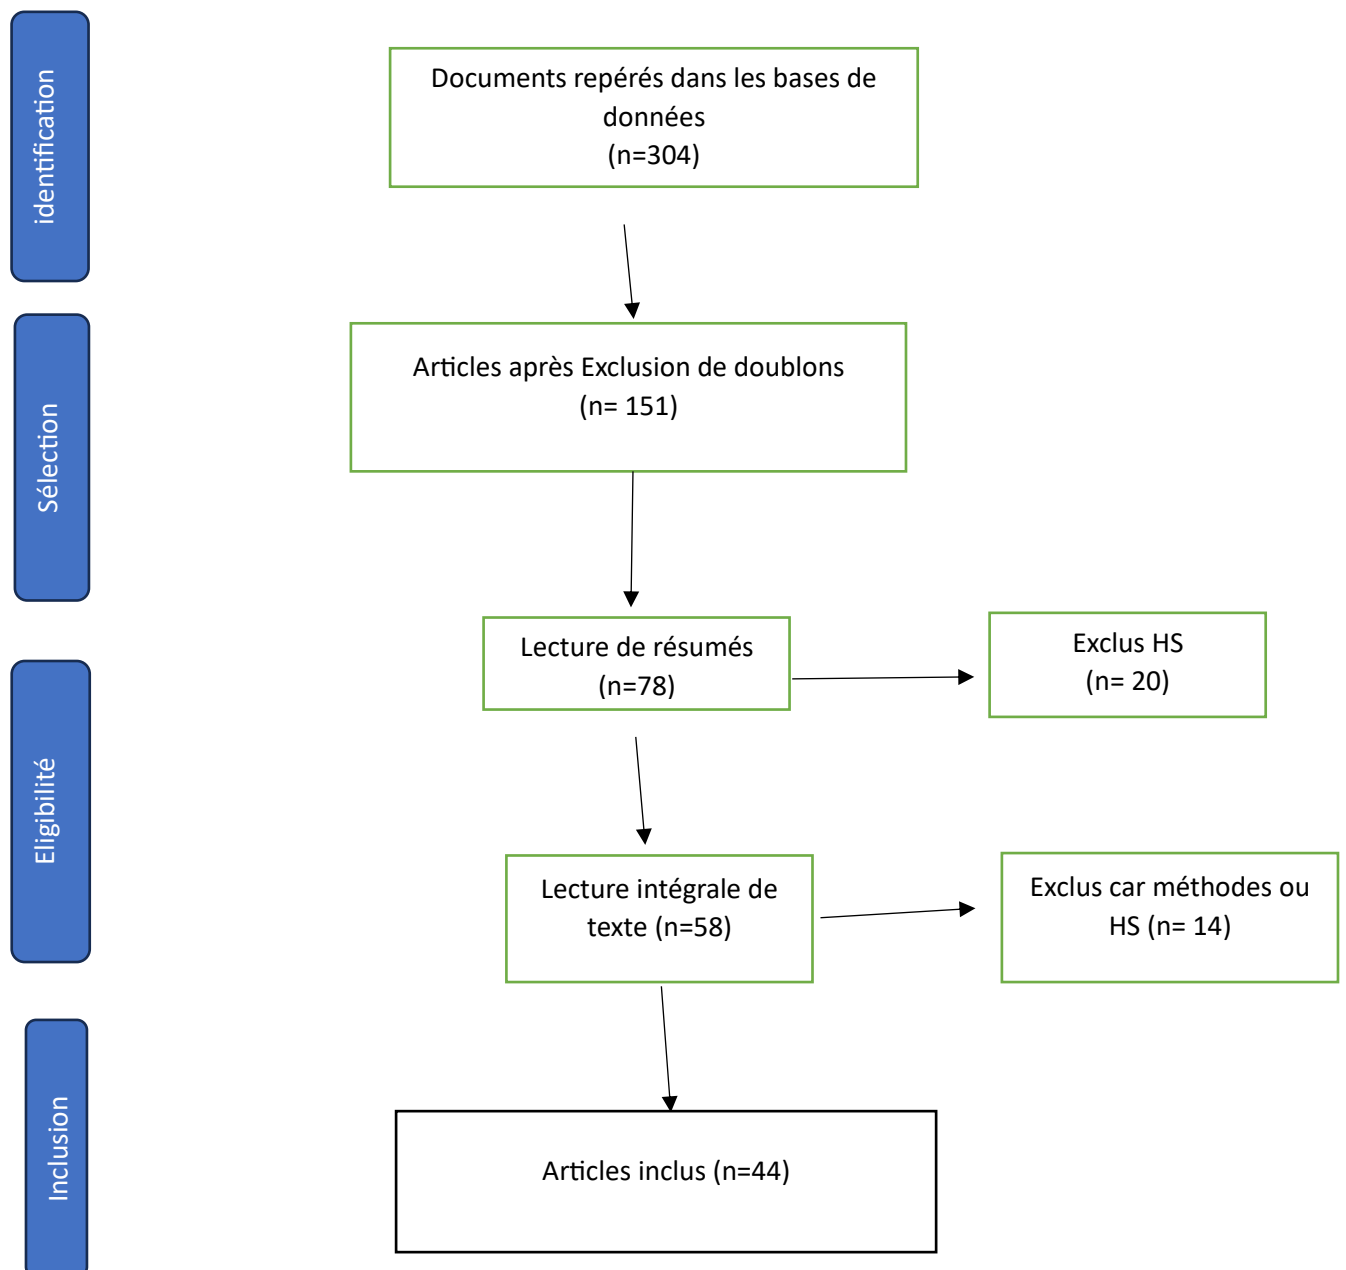 identification
Documents repérés dans les bases de
données
(n=304)
Sélection
Articles après Exclusion de doublons
(n= 151)
Lecture de résumés
(n=78)
Exclus HS
(n= 20)
Eligibilité
Lecture intégrale de
texte (n=58)
Exclus car méthodes ou
HS (n= 14)
Inclusion
Articles inclus (n=44)